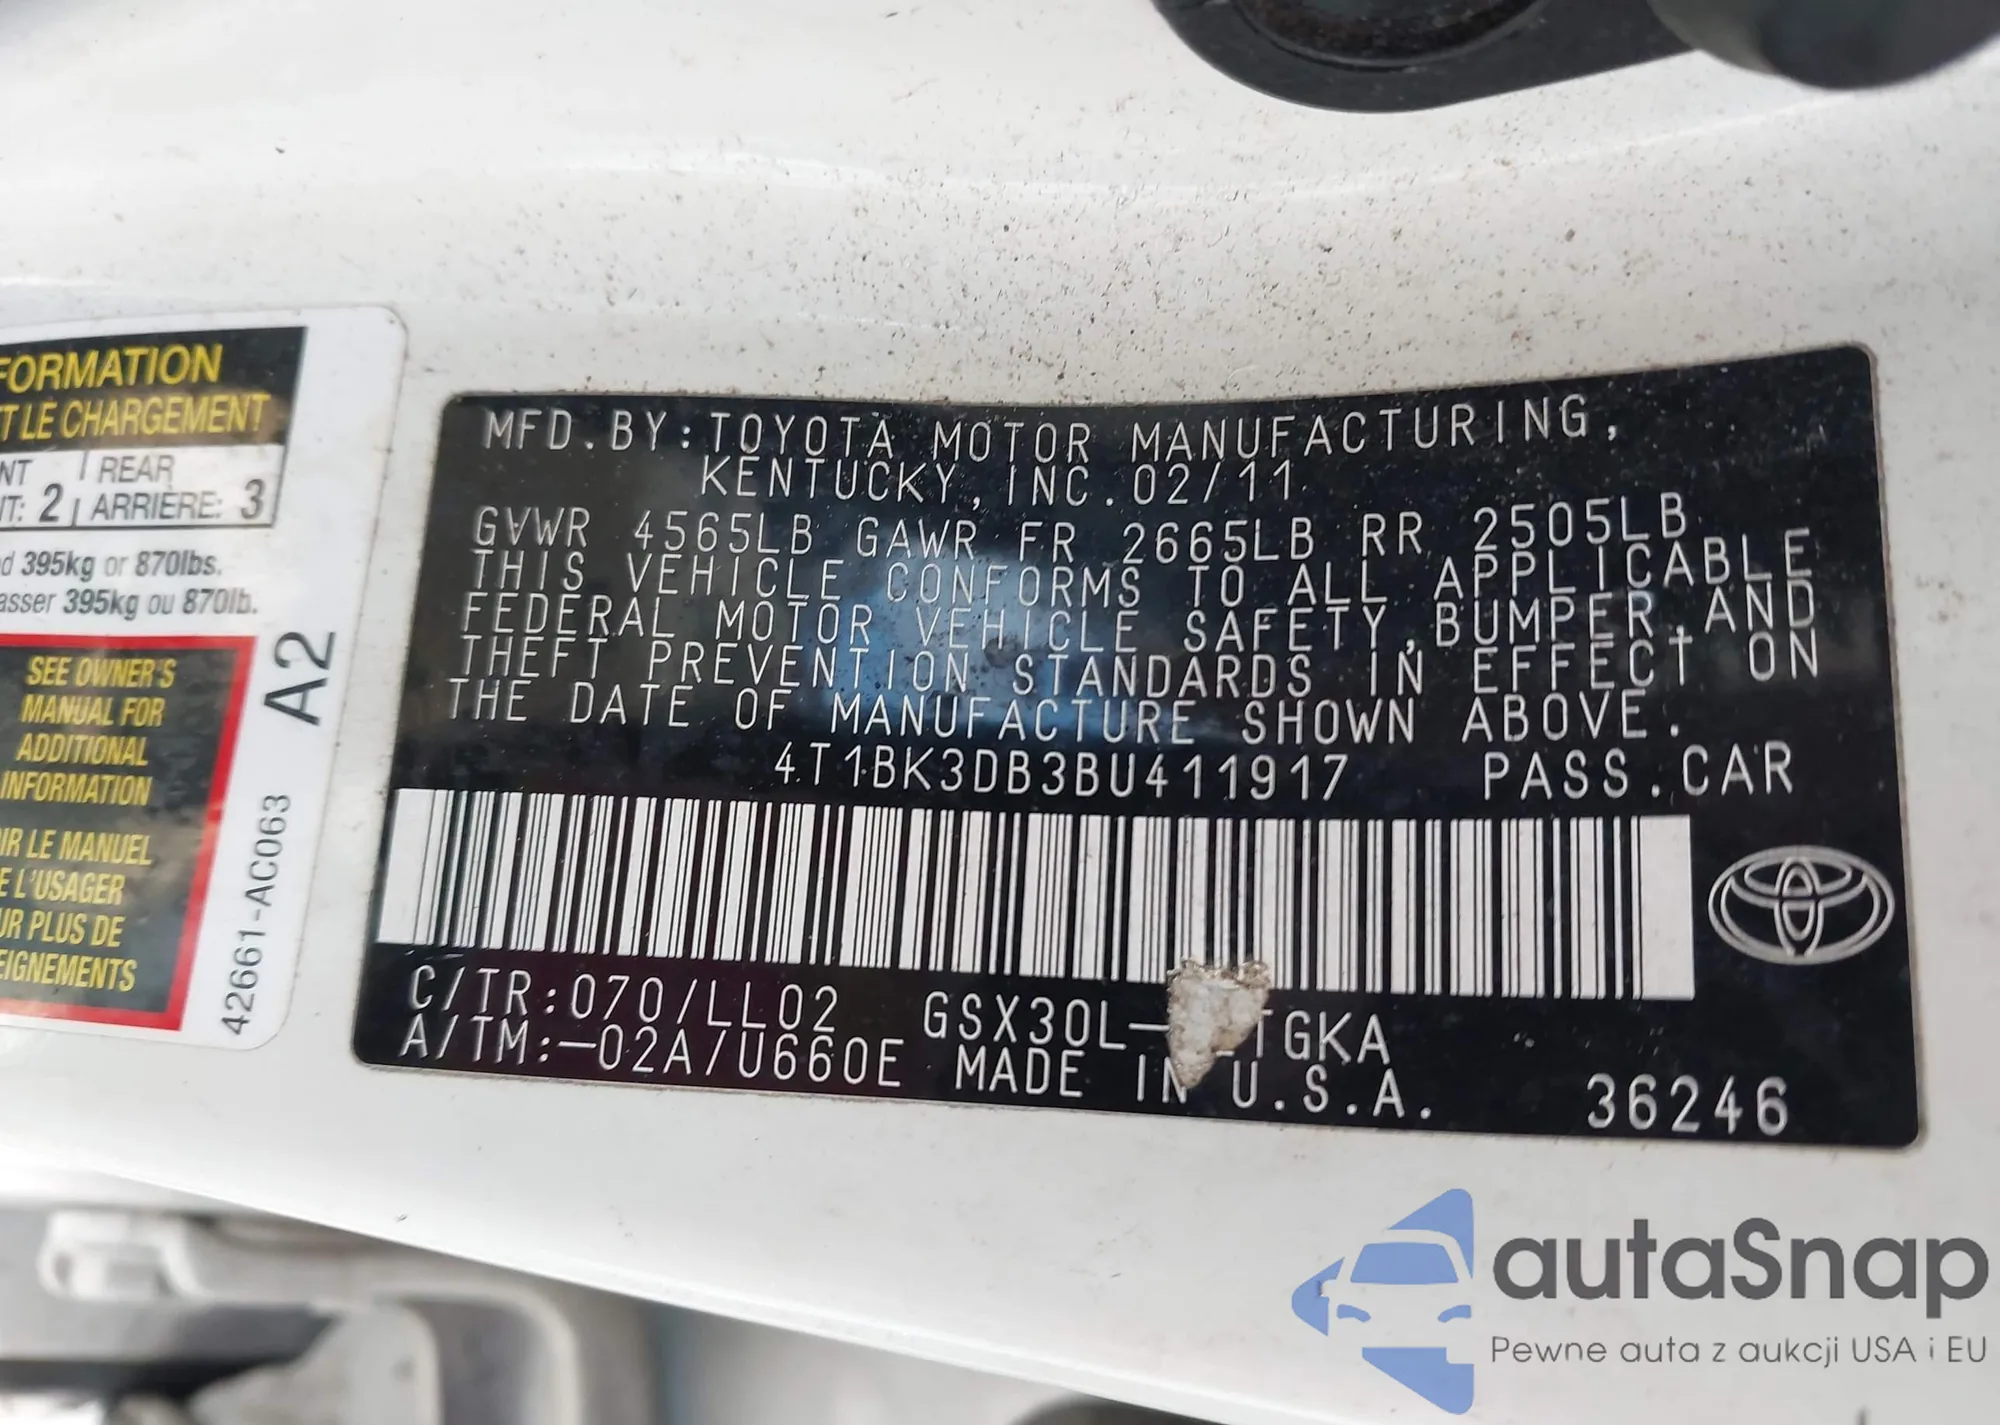 FORMATION
T LE CHARGEMENT
NT | REAR
T: 2 | ARRIÈRE: 3
d 395kg or 870lbs.
asser 395kg ou 870lb.
SEE OWNER'S
MANUAL FOR
ADDITIONAL
INFORMATION
IR LE MANUEL
E L'USAGER
UR PLUS DE
EIGNEMENTS
A2
42661-AC063
MFD.BY:TOYOTA MOTOR MANUFACTURING,
KENTUCKY,INC.02/11
GVWR 4565LB GAWR FR 2665LB RR 2505LB
THIS VEHICLE CONFORMS TO ALL APPLICABLE
FEDERAL MOTOR VEHICLE SAFETY,BUMPER,AND
THEFT PREVENTION STANDARDS IN EFFECT ON
THE DATE OF MANUFACTURE SHOWN ABOVE.
4T1BK3DB3BU411917 PASS.CAR
C/TR:070/LL02 GSX30L- TGKA
A/TM:-02A/U660E MADE IN U.S.A. 36246
autaSnap
Pewne auta z aukcji USA i EU